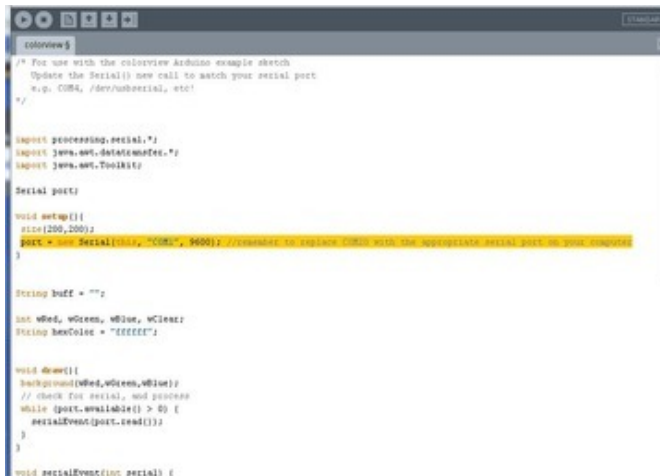 STANDAR
colorview §
/* For use with the colorview Arduino example sketch
Update the Serial() new call to match your serial port
e.g. COM4, /dev/usbserial, etc!
*/
import processing.serial.*;
import java.awt.datatransfer.*;
import java.awt.Toolkit;
Serial port;
void setup(){
size(200,200);
port = new Serial(this, "COM1", 9600); //remember to replace COM20 with the appropriate serial port on your computer
}
String buff = "";
int wRed, wGreen, wBlue, wClear;
String hexColor = "ffffff";
void draw(){
background(wRed,wGreen,wBlue);
// check for serial, and process
while (port.available() > 0) {
serialEvent(port.read());
}
}
void serialEvent(int serial) {